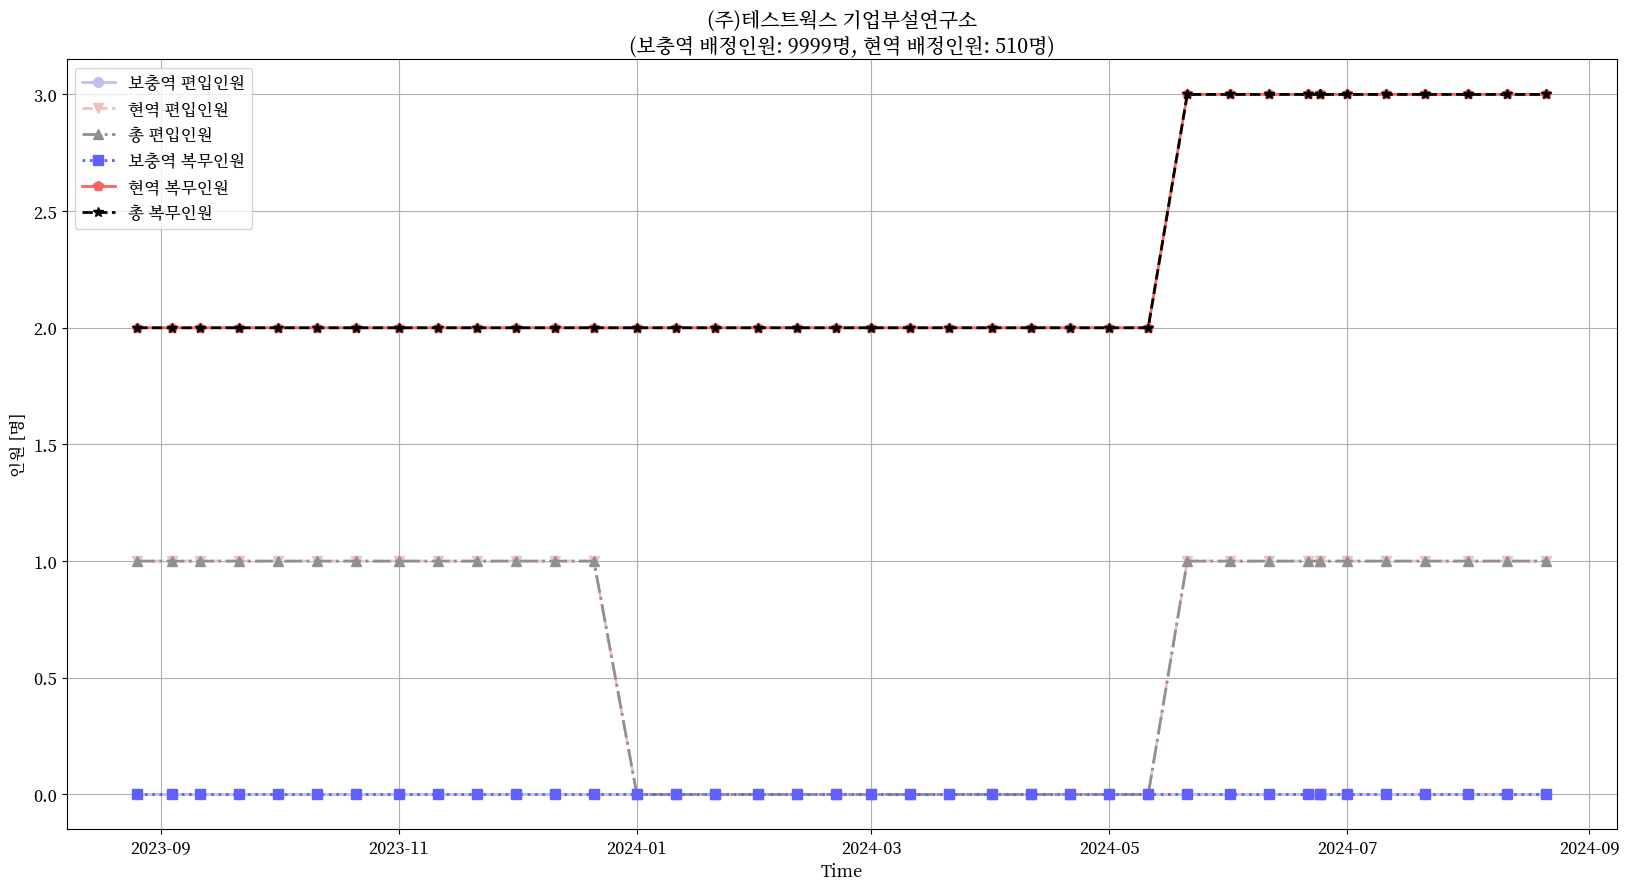 (주)테스트웍스 기업부설연구소
(보충역 배정인원: 9999명, 현역 배정인원: 510명)
보충역 편입인원
현역 편입인원
총 편입인원
보충역 복무인원
현역 복무인원
총 복무인원
3.0
2.5
2.0
1.5
1.0
0.5
0.0
인원 [명]
2023-09
2023-11
2024-01
2024-03
2024-05
2024-07
2024-09
Time